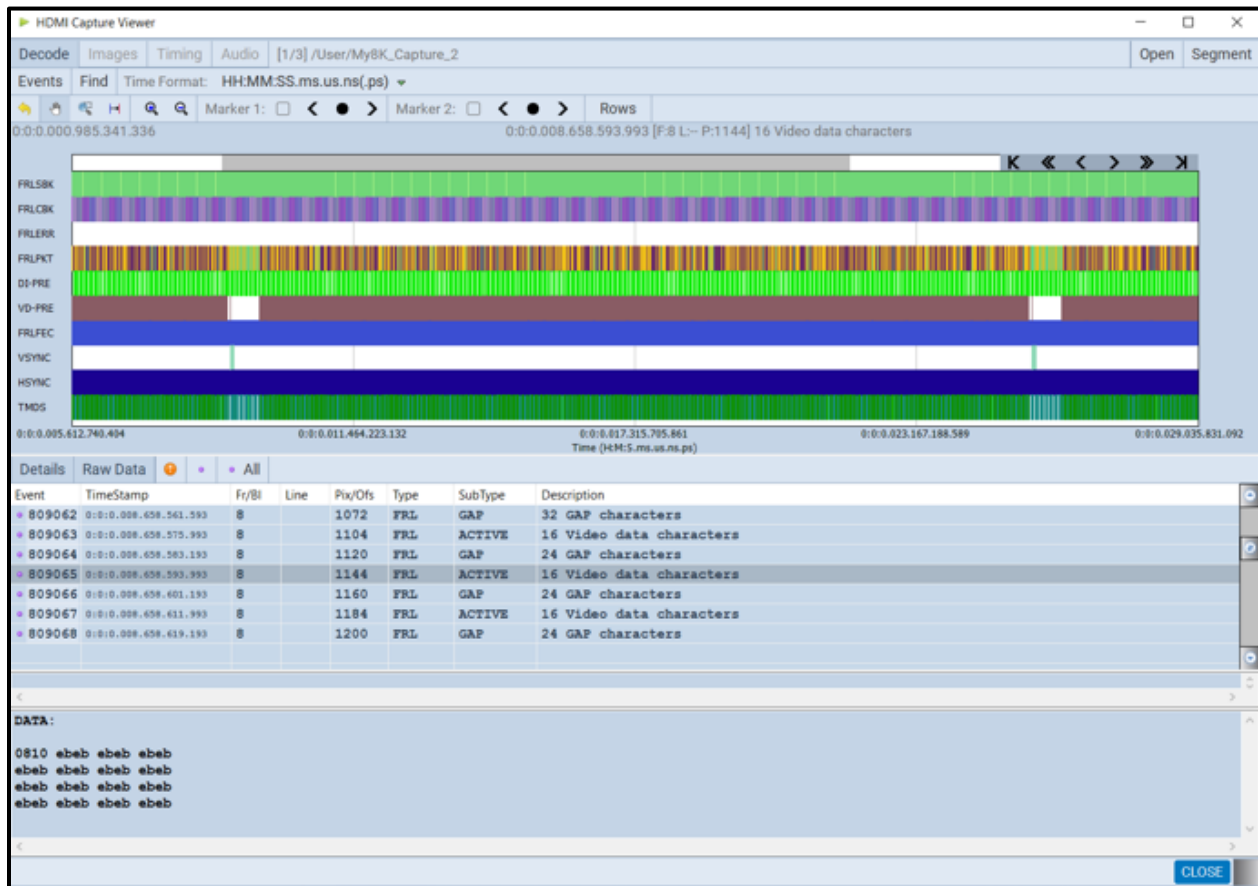 HDMI Capture Viewer
Decode Images Timing Audio [1/3] /User/My8K_Capture_2 Open Segment
Events Find Time Format: HH:MM:SS.ms.us.ns(.ps)
Marker 1: Marker 2: Rows
0:0:0.000.985.341.336 0:0:0.008.658.593.993 [F:8 L:-- P:1144] 16 Video data characters
FRLSBK
FRLCBK
FRLERR
FRLPKT
DI-PRE
VD-PRE
FRLFEC
VSYNC
HSYNC
TMDS
0:0:0.005.612.740.404 0:0:0.011.464.223.132 0:0:0.017.315.705.861 0:0:0.023.167.188.589 0:0:0.029.035.831.092
Time (H:M:S.ms.us.ns.ps)
Details Raw Data All
Event TimeStamp Fr/Bl Line Pix/Ofs Type SubType Description
809062 0:0:0.008.658.561.593 8 1072 FRL GAP 32 GAP characters
809063 0:0:0.008.658.575.993 8 1104 FRL ACTIVE 16 Video data characters
809064 0:0:0.008.658.583.193 8 1120 FRL GAP 24 GAP characters
809065 0:0:0.008.658.593.993 8 1144 FRL ACTIVE 16 Video data characters
809066 0:0:0.008.658.601.193 8 1160 FRL GAP 24 GAP characters
809067 0:0:0.008.658.611.993 8 1184 FRL ACTIVE 16 Video data characters
809068 0:0:0.008.658.619.193 8 1200 FRL GAP 24 GAP characters
DATA:
0810 ebeb ebeb ebeb
ebeb ebeb ebeb ebeb
ebeb ebeb ebeb ebeb
ebeb ebeb ebeb ebeb
CLOSE